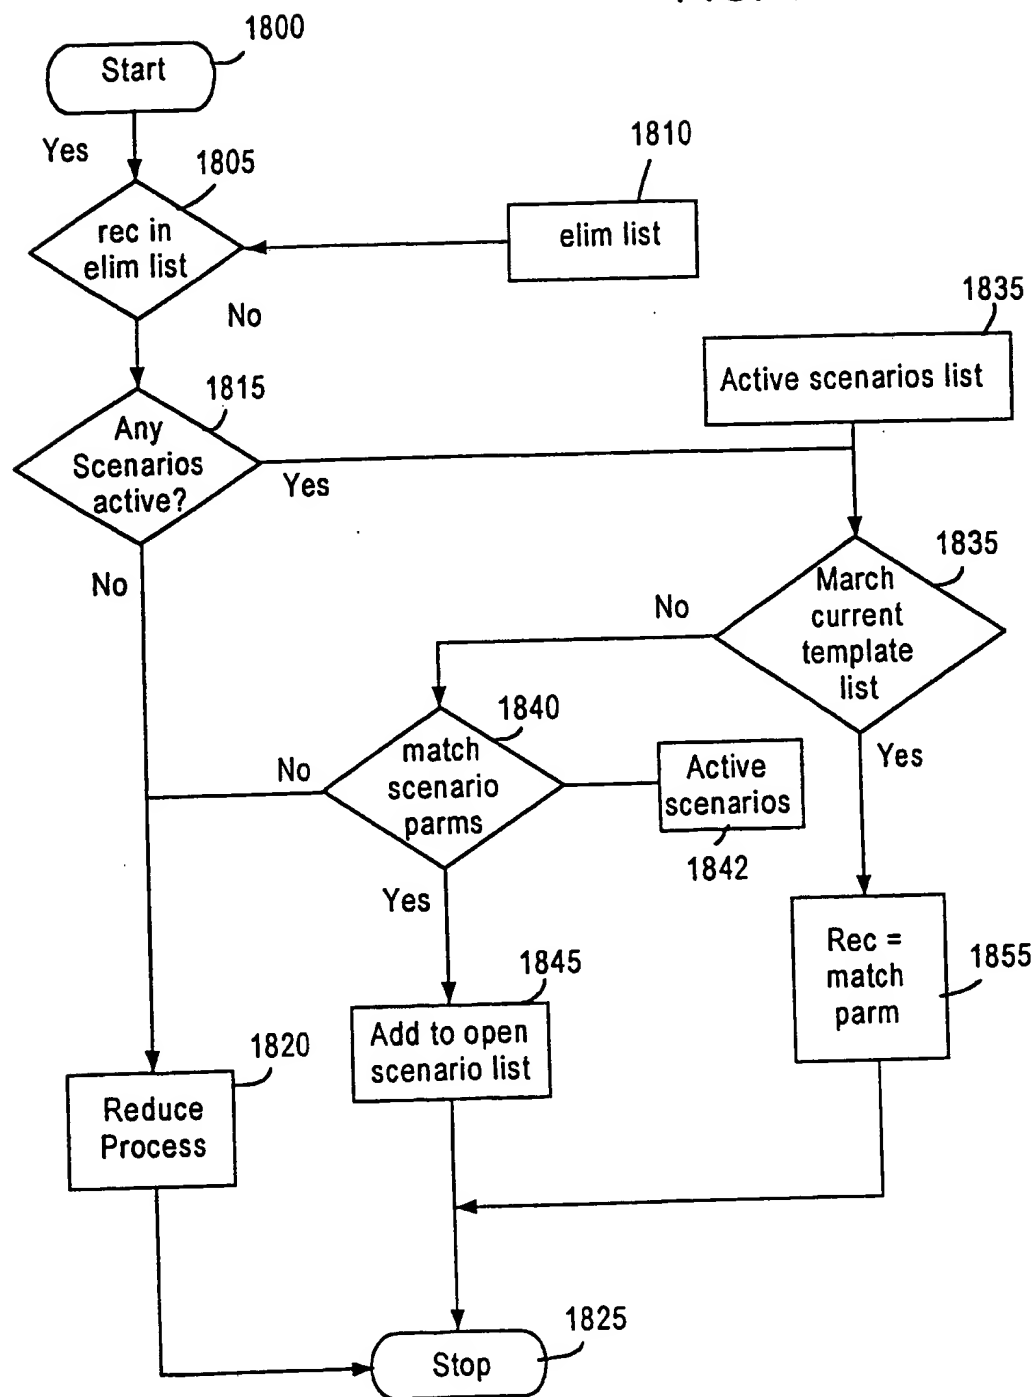 1800
Start
Yes
1805
1810
rec in
elim list
elim list
No
1835
Active scenarios list
1815
Any
Scenarios
active?
Yes
1835
March
current
template
list
No
No
1840
match
scenario
parms
No
Active
scenarios
1842
Yes
Yes
Rec =
match
parm
1855
1845
Add to open
scenario list
1820
Reduce
Process
1825
Stop